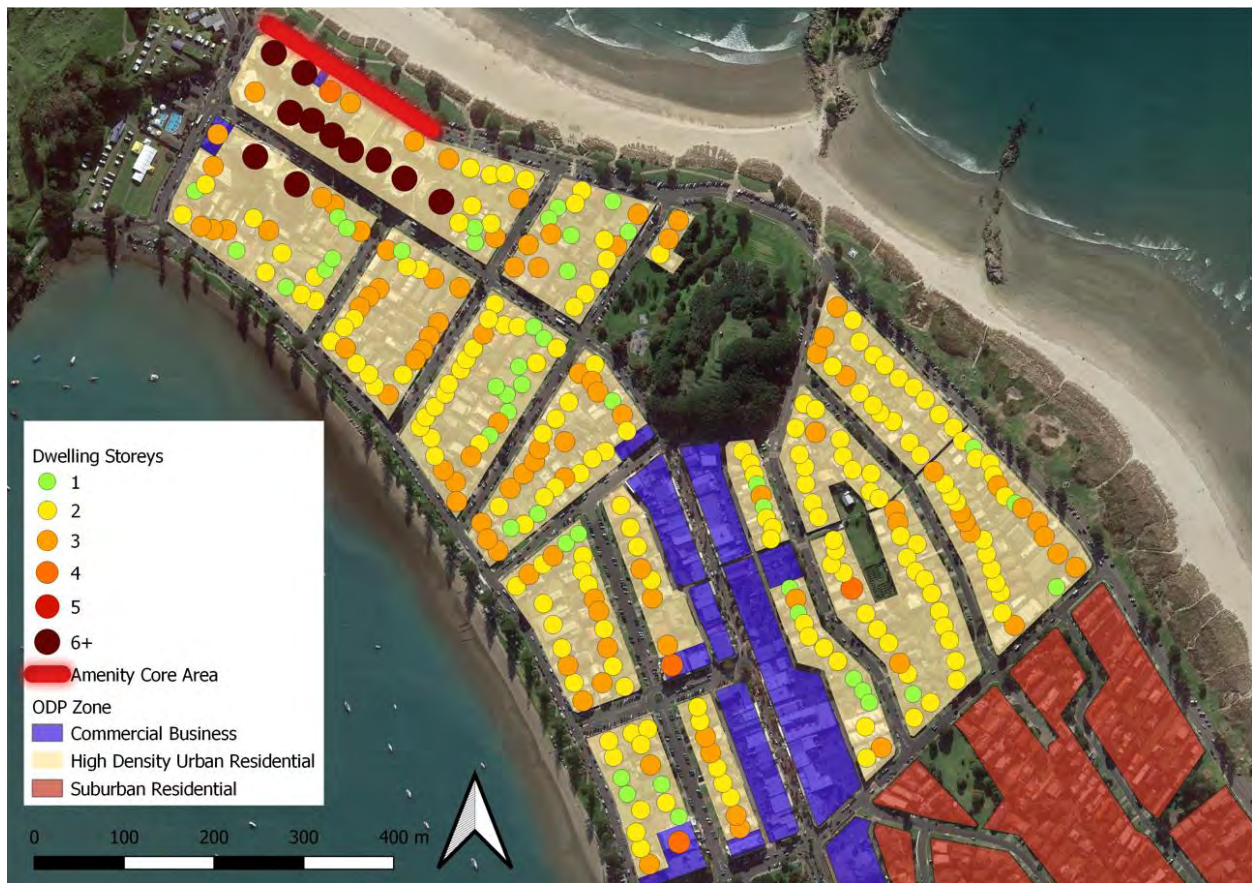 Dwelling Storeys
1
2
3
4
5
6+
Amenity Core Area
ODP Zone
Commercial Business
High Density Urban Residential
Suburban Residential
0 100 200 300 400 m